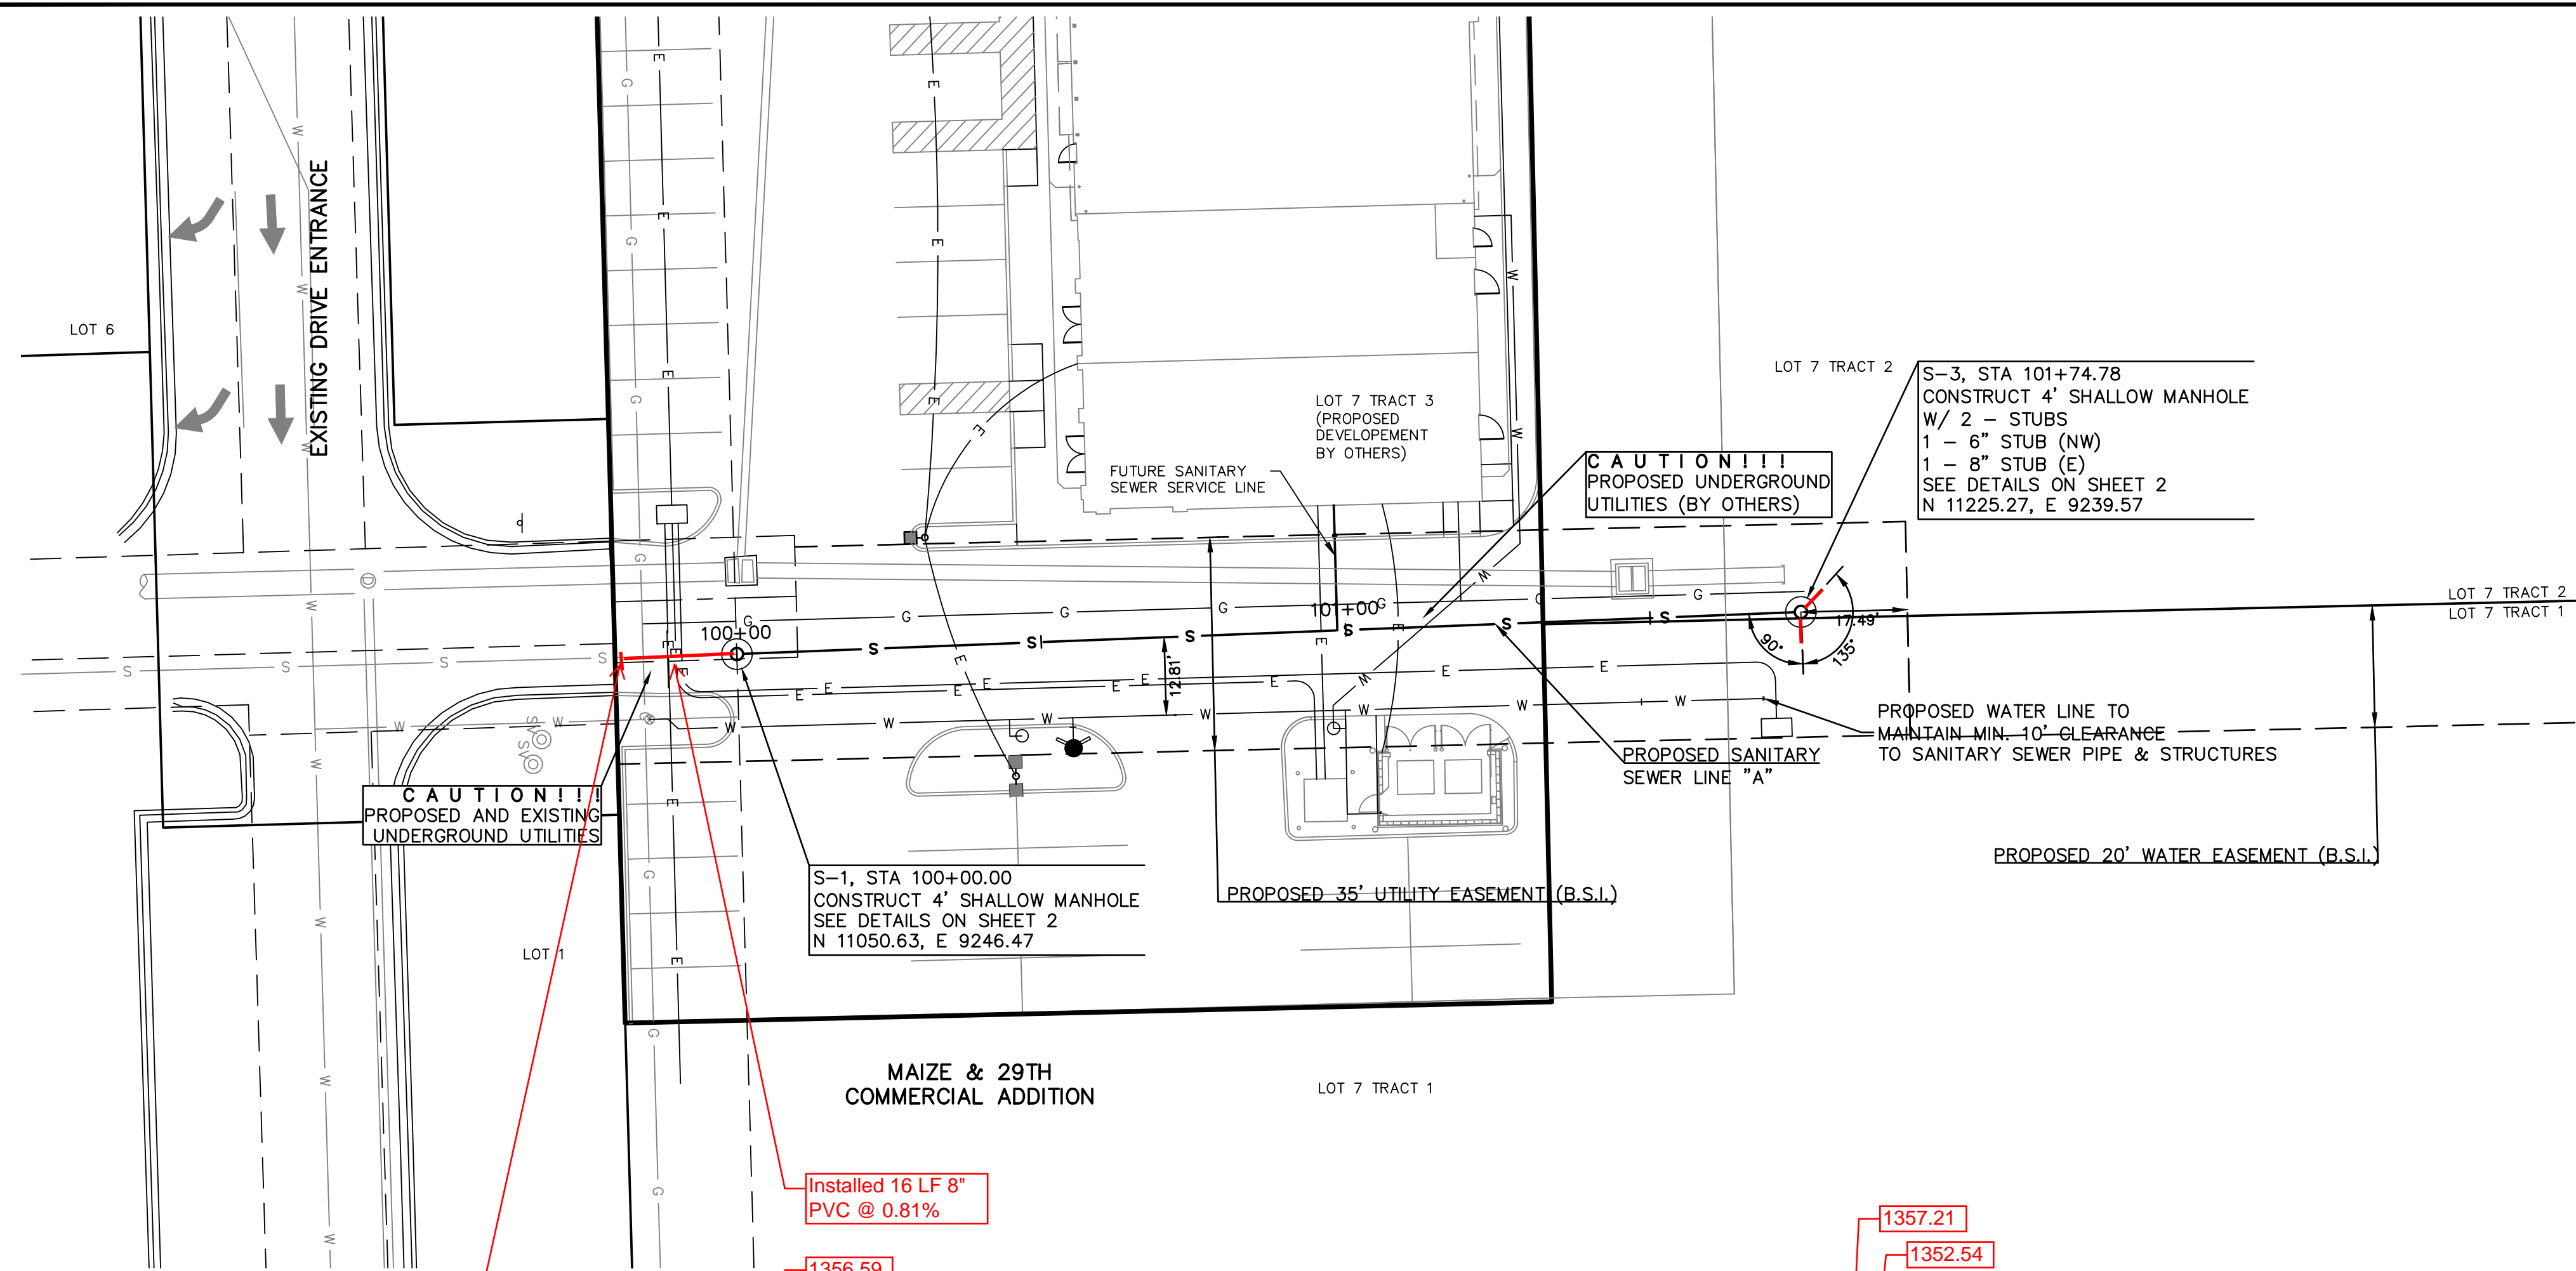 EXISTING DRIVE ENTRANCE
LOT 6
LOT 7 TRACT 2
S-3, STA 101+74.78
CONSTRUCT 4' SHALLOW MANHOLE
W/ 2 - STUBS
1 - 6" STUB (NW)
1 - 8" STUB (E)
SEE DETAILS ON SHEET 2
N 11225.27, E 9239.57
LOT 7 TRACT 3
(PROPOSED
DEVELOPEMENT
BY OTHERS)
FUTURE SANITARY
SEWER SERVICE LINE
CAUTION!!!
PROPOSED UNDERGROUND
UTILITIES (BY OTHERS)
LOT 7 TRACT 2
LOT 7 TRACT 1
100+00
101+00
17.49'
90°
135°
12.81'
PROPOSED WATER LINE TO
MAINTAIN MIN. 10' CLEARANCE
TO SANITARY SEWER PIPE & STRUCTURES
PROPOSED SANITARY
SEWER LINE "A"
SV
SV
CAUTION!!!
PROPOSED AND EXISTING
UNDERGROUND UTILITIES
PROPOSED 20' WATER EASEMENT (B.S.I.)
S-1, STA 100+00.00
CONSTRUCT 4' SHALLOW MANHOLE
SEE DETAILS ON SHEET 2
N 11050.63, E 9246.47
PROPOSED 35' UTILITY EASEMENT (B.S.I.)
LOT 1
MAIZE & 29TH
COMMERCIAL ADDITION
LOT 7 TRACT 1
Installed 16 LF 8"
PVC @ 0.81%
1357.21
1352.54
1356.59